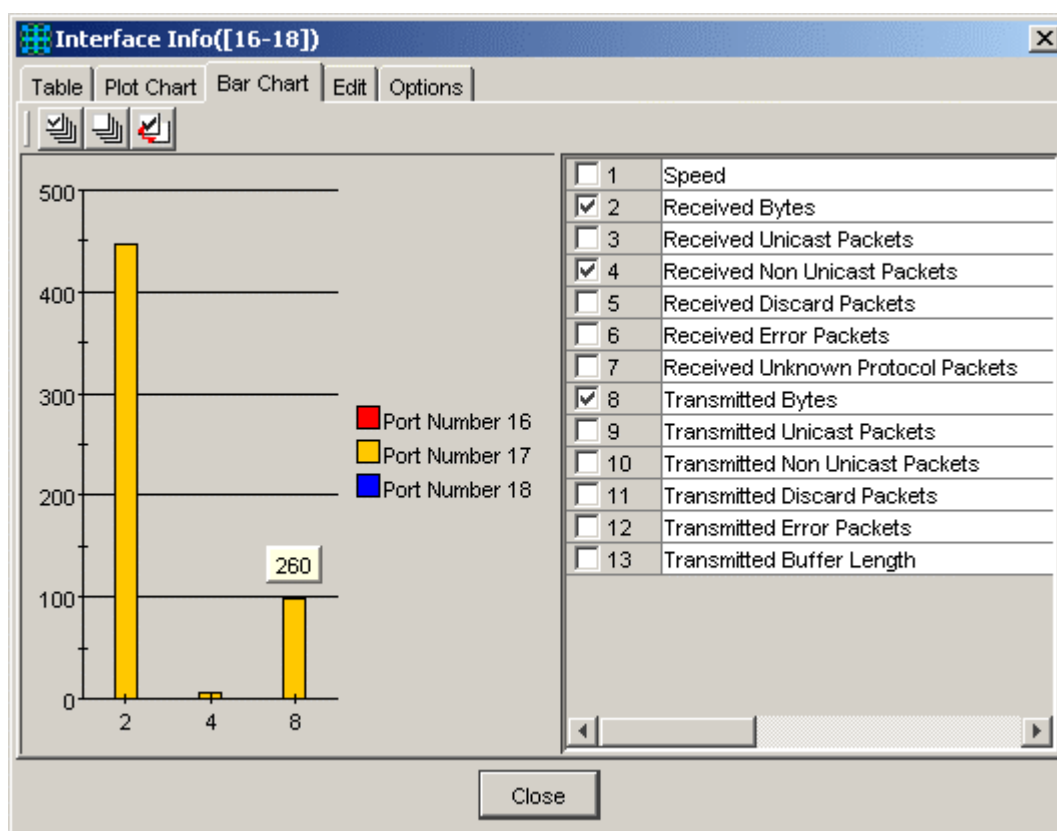 Interface Info([16-18])
Table Plot Chart Bar Chart Edit Options
500
400
300
200
100
0
2 4 8
260
Port Number 16
Port Number 17
Port Number 18
1 Speed
2 Received Bytes
3 Received Unicast Packets
4 Received Non Unicast Packets
5 Received Discard Packets
6 Received Error Packets
7 Received Unknown Protocol Packets
8 Transmitted Bytes
9 Transmitted Unicast Packets
10 Transmitted Non Unicast Packets
11 Transmitted Discard Packets
12 Transmitted Error Packets
13 Transmitted Buffer Length
Close